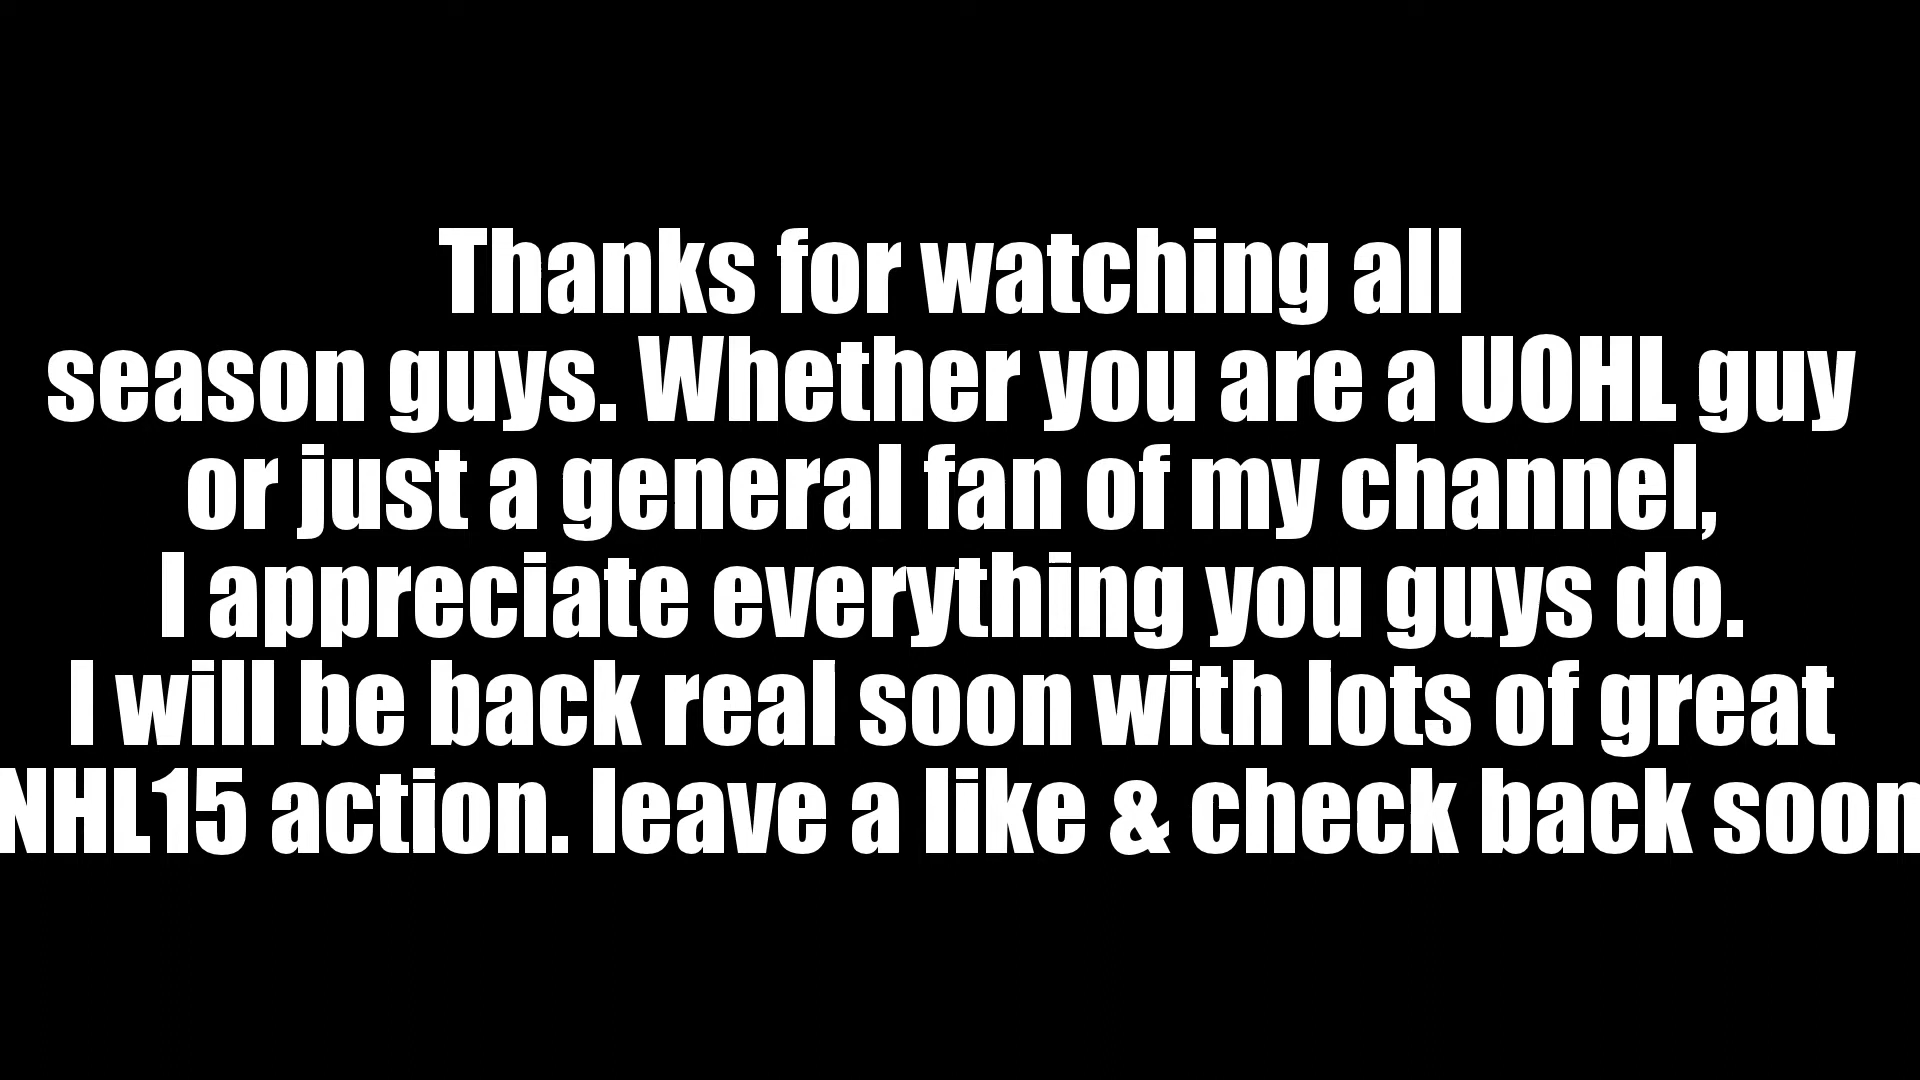 Thanks for watching all
season guys. Whether you are a UOHL guy
or just a general fan of my channel,
I appreciate everything you guys do.
I will be back real soon with lots of great
NHL15 action. leave a like & check back soon